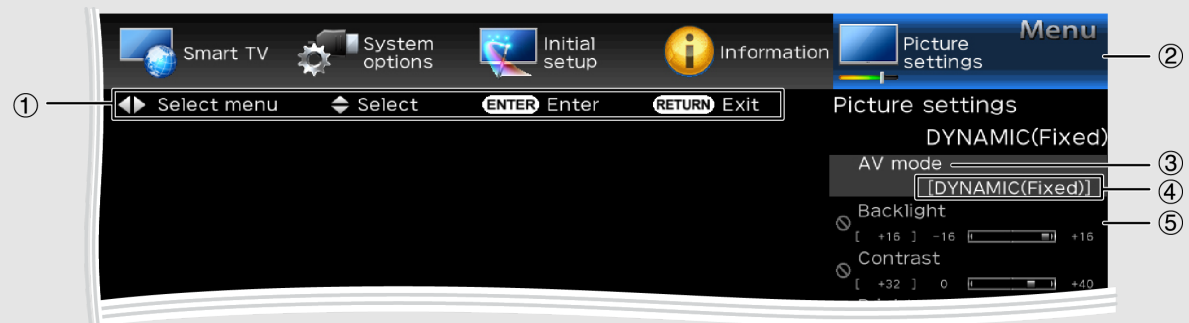 Menu
Smart TV
System
options
Initial
setup
Information
Picture
settings
②
①
Select menu
Select
ENTER Enter
RETURN Exit
Picture settings
DYNAMIC(Fixed)
AV mode
③
[DYNAMIC(Fixed)]
④
Backlight
⑤
[ +16 ] -16 +16
Contrast
[ +32 ] 0 +40